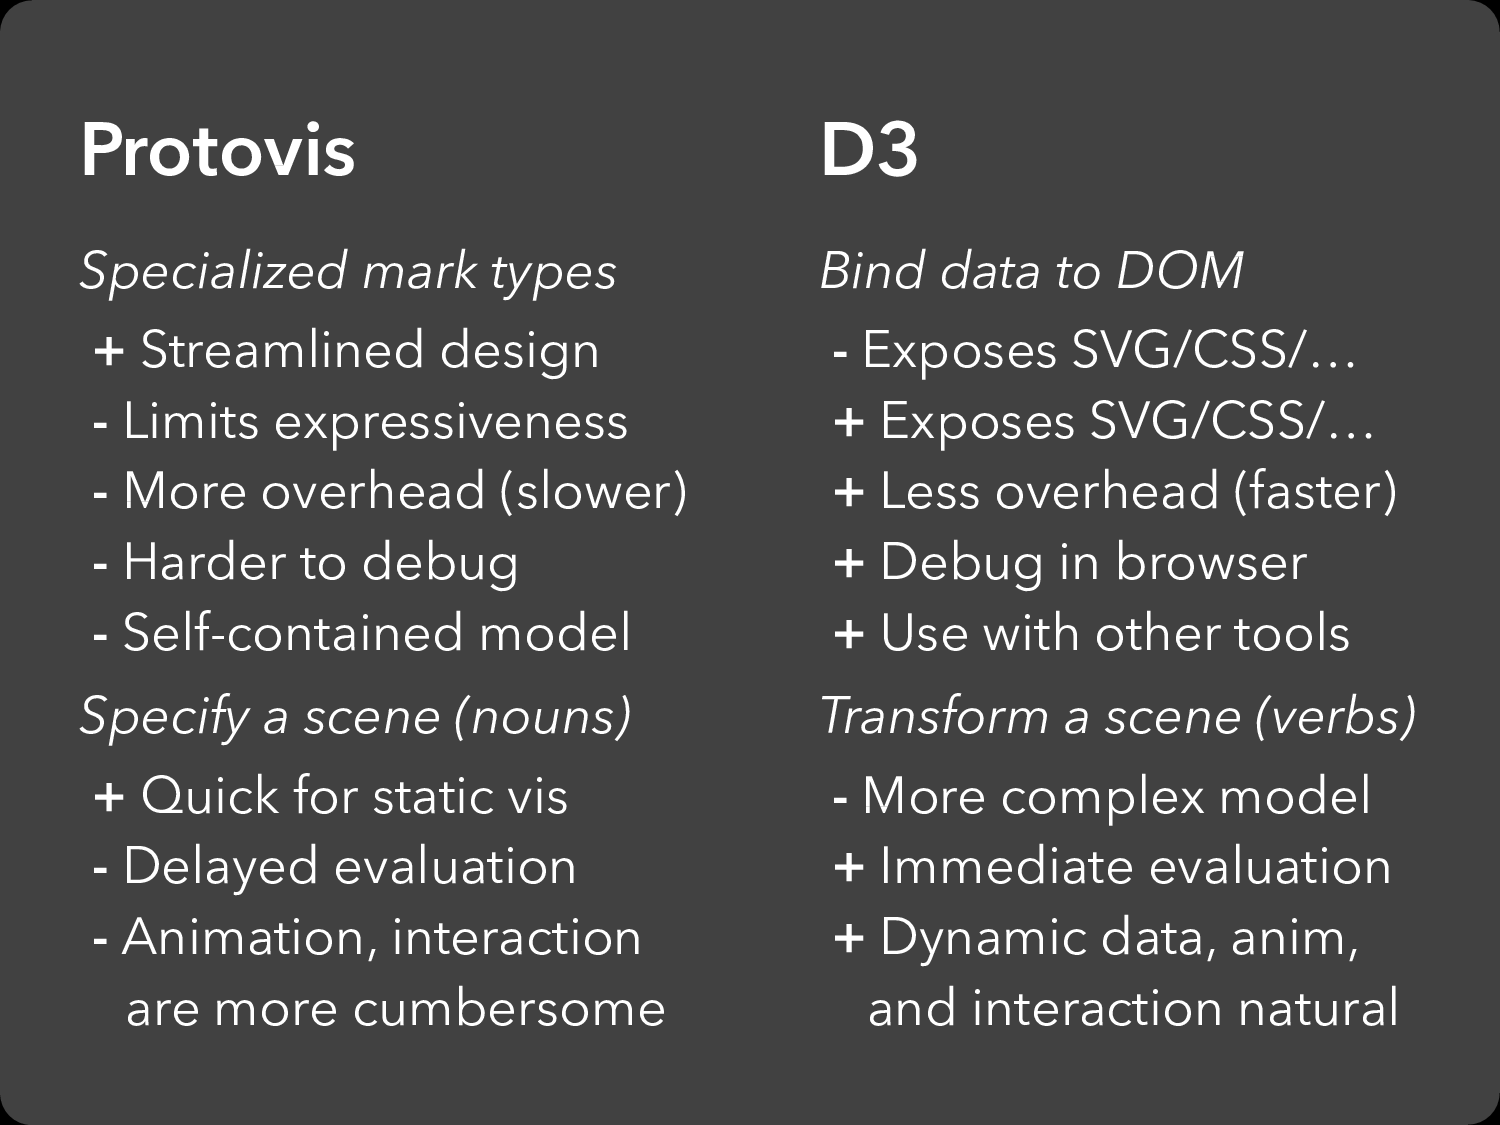 Protovis
Specialized mark types
+ Streamlined design
- Limits expressiveness
- More overhead (slower)
- Harder to debug
- Self-contained model
Specify a scene (nouns)
+ Quick for static vis
- Delayed evaluation
- Animation, interaction
are more cumbersome
D3
Bind data to DOM
- Exposes SVG/CSS/…
+ Exposes SVG/CSS/…
+ Less overhead (faster)
+ Debug in browser
+ Use with other tools
Transform a scene (verbs)
- More complex model
+ Immediate evaluation
+ Dynamic data, anim,
and interaction natural